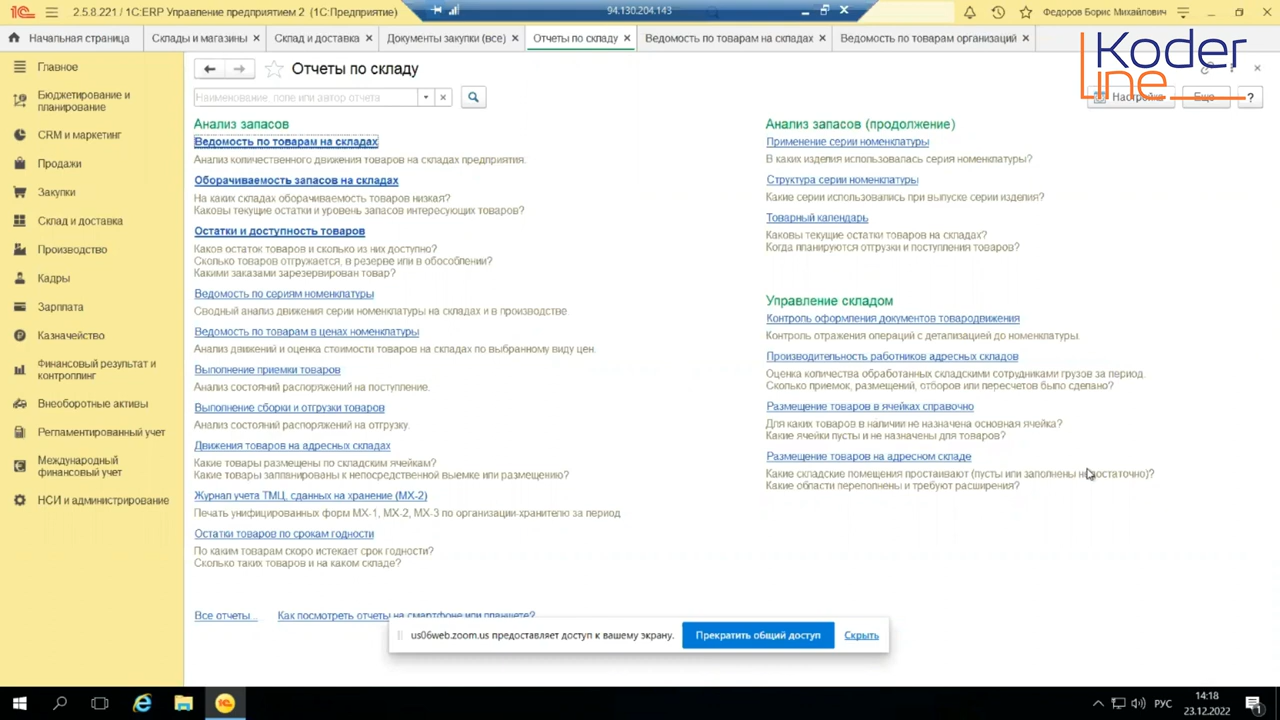 2.5.8.221 / 1C:ERP Управление предприятием 2 (1С:Предприятие)
94.130.204.143
Федоров Борис Михайлович
Начальная страница
Склады и магазины
Склад и доставка
Документы закупки (все)
Отчеты по складу
Ведомость по товарам на складах
Ведомость по товарам организаций
Koder
line
Главное
Бюджетирование и
планирование
CRM и маркетинг
Продажи
Закупки
Склад и доставка
Производство
Кадры
Зарплата
Казначейство
Финансовый результат и
контроллинг
Внеоборотные активы
Регламентированный учет
Международный
финансовый учет
НСИ и администрирование
Отчеты по складу
Наименование, поле или автор отчета
Настройка
Еще
?
Анализ запасов
Ведомость по товарам на складах
Анализ количественного движения товаров на складах предприятия.
Оборачиваемость запасов на складах
На каких складах оборачиваемость товаров низкая?
Каковы текущие остатки и уровень запасов интересующих товаров?
Остатки и доступность товаров
Каков остаток товаров и сколько из них доступно?
Сколько товаров отгружается, в резерве или в обособлении?
Какими заказами зарезервирован товар?
Ведомость по сериям номенклатуры
Сводный анализ движения серии номенклатуры на складах и в производстве.
Ведомость по товарам в ценах номенклатуры
Анализ движений и оценка стоимости товаров на складах по выбранному виду цен.
Выполнение приемки товаров
Анализ состояний распоряжений на поступление.
Выполнение сборки и отгрузки товаров
Анализ состояний распоряжений на отгрузку.
Движения товаров на адресных складах
Какие товары размещены по складским ячейкам?
Какие товары запланированы к непосредственной выемке или размещению?
Журнал учета ТМЦ, сданных на хранение (МХ-2)
Печать унифицированных форм МХ-1, МХ-2, МХ-3 по организации-хранителю за период
Остатки товаров по срокам годности
По каким товарам скоро истекает срок годности?
Сколько таких товаров и на каком складе?
Все отчеты...
Как посмотреть отчеты на смартфоне или планшете?
Анализ запасов (продолжение)
Применение серии номенклатуры
В каких изделия использовалась серия номенклатуры?
Структура серии номенклатуры
Какие серии использовались при выпуске серии изделия?
Товарный календарь
Каковы текущие остатки товаров на складах?
Когда планируются отгрузки и поступления товаров?
Управление складом
Контроль оформления документов товародвижения
Контроль отражения операций с детализацией до номенклатуры.
Производительность работников адресных складов
Оценка количества обработанных складскими сотрудниками грузов за период.
Сколько приемок, размещений, отборов или пересчетов было сделано?
Размещение товаров в ячейках справочно
Для каких товаров в наличии не назначена основная ячейка?
Какие ячейки пусты и не назначены для товаров?
Размещение товаров на адресном складе
Какие складские помещения простаивают (пусты или заполнены недостаточно)?
Какие области переполнены и требуют расширения?
us06web.zoom.us предоставляет доступ к вашему экрану.
Прекратить общий доступ
Скрыть
РУС
14:18
23.12.2022
1